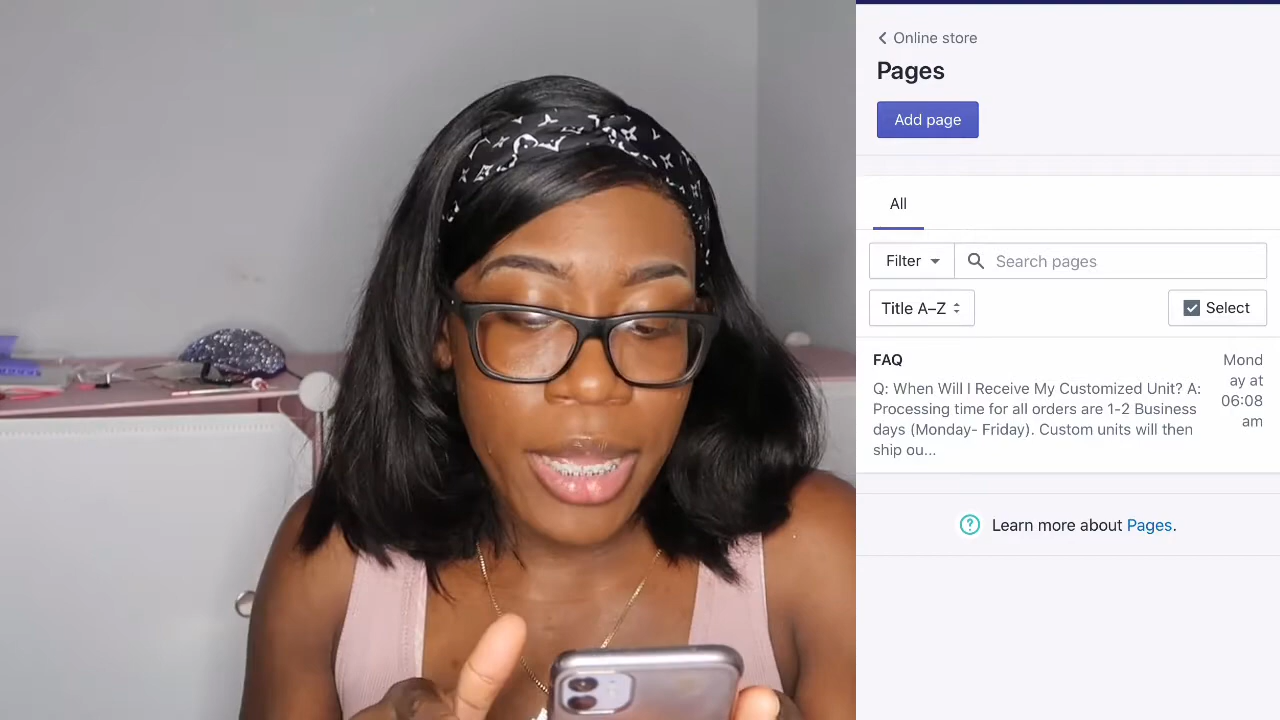 Online store
Pages
Add page
All
Filter
Search pages
Title A–Z
Select
FAQ
Mond
ay at
06:08
am
Q: When Will I Receive My Customized Unit? A:
Processing time for all orders are 1-2 Business
days (Monday- Friday). Custom units will then
ship ou...
Learn more about Pages.